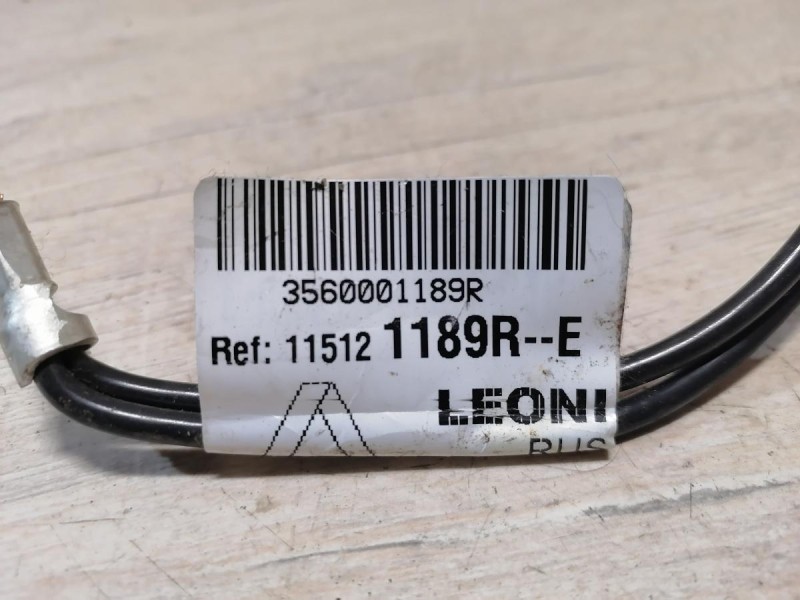 3560001189R
Ref: 11512 1189R--E
LEONI
RUS